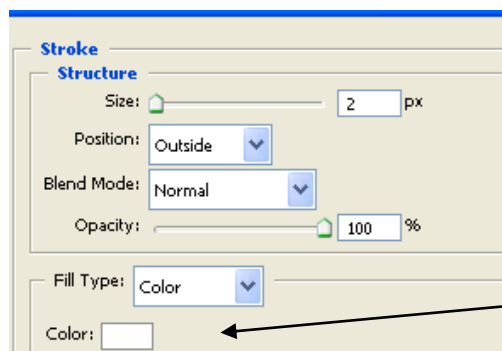 Stroke
Structure
Size: 2 px
Position: Outside
Blend Mode: Normal
Opacity: 100 %
Fill Type: Color
Color: